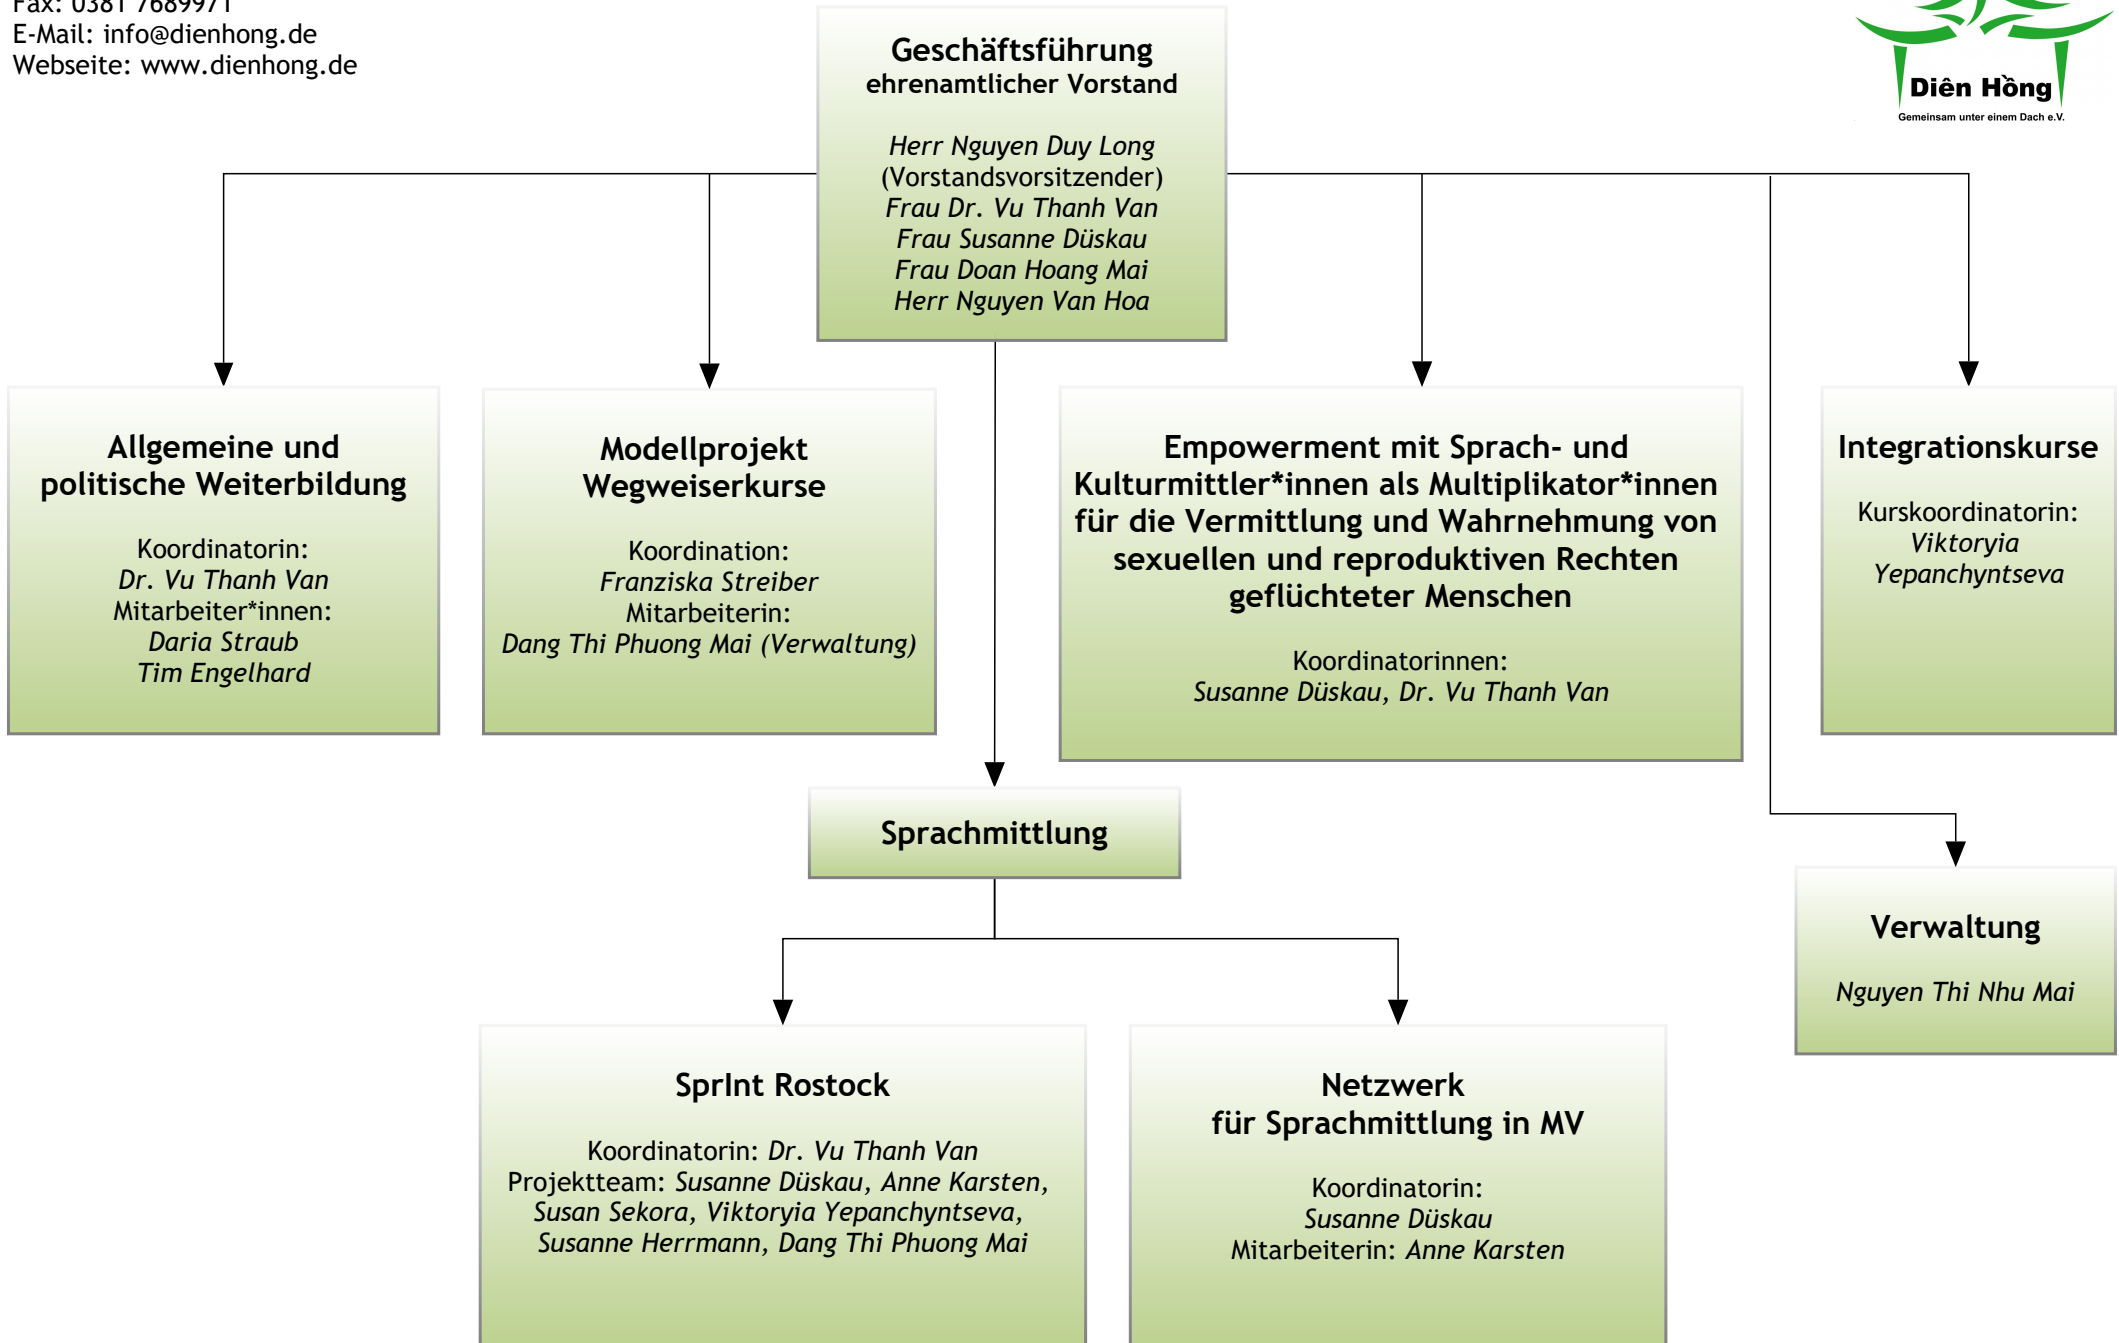 Fax: 0381 7689971
E-Mail: info@dienhong.de
Webseite: www.dienhong.de
Diên Hồng
Gemeinsam unter einem Dach e.V.
Geschäftsführung
ehrenamtlicher Vorstand
Herr Nguyen Duy Long
(Vorstandsvorsitzender)
Frau Dr. Vu Thanh Van
Frau Susanne Düskau
Frau Doan Hoang Mai
Herr Nguyen Van Hoa
Allgemeine und
politische Weiterbildung
Koordinatorin:
Dr. Vu Thanh Van
Mitarbeiter*innen:
Daria Straub
Tim Engelhard
Modellprojekt
Wegweiserkurse
Koordination:
Franziska Streiber
Mitarbeiterin:
Dang Thi Phuong Mai (Verwaltung)
Empowerment mit Sprach- und
Kulturmittler*innen als Multiplikator*innen
für die Vermittlung und Wahrnehmung von
sexuellen und reproduktiven Rechten
geflüchteter Menschen
Koordinatorinnen:
Susanne Düskau, Dr. Vu Thanh Van
Integrationskurse
Kurskoordinatorin:
Viktoryia
Yepanchyntseva
Sprachmittlung
Verwaltung
Nguyen Thi Nhu Mai
SprInt Rostock
Koordinatorin: Dr. Vu Thanh Van
Projektteam: Susanne Düskau, Anne Karsten,
Susan Sekora, Viktoryia Yepanchyntseva,
Susanne Herrmann, Dang Thi Phuong Mai
Netzwerk
für Sprachmittlung in MV
Koordinatorin:
Susanne Düskau
Mitarbeiterin: Anne Karsten